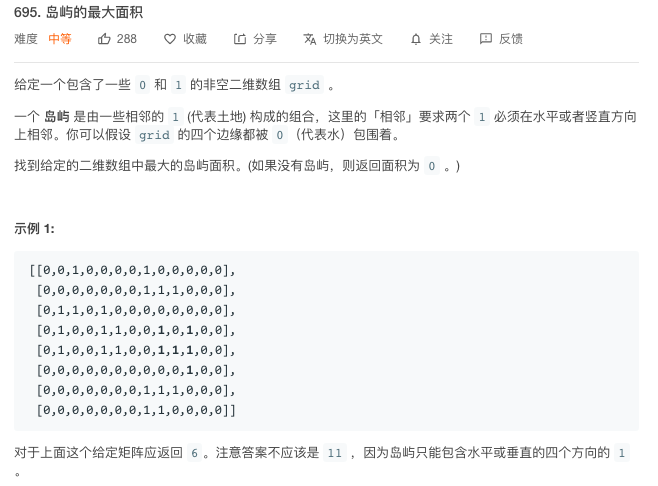 695. 岛屿的最大面积
难度 中等 288 收藏 分享 切换为英文 关注 反馈
给定一个包含了一些 0 和 1 的非空二维数组 grid 。
一个 岛屿 是由一些相邻的 1 (代表土地) 构成的组合，这里的「相邻」要求两个 1 必须在水平或者竖直方向
上相邻。你可以假设 grid 的四个边缘都被 0 （代表水）包围着。
找到给定的二维数组中最大的岛屿面积。(如果没有岛屿，则返回面积为 0 。)
示例 1:
[[0,0,1,0,0,0,0,1,0,0,0,0,0],
[0,0,0,0,0,0,0,1,1,1,0,0,0],
[0,1,1,0,1,0,0,0,0,0,0,0,0],
[0,1,0,0,1,1,0,0,1,0,1,0,0],
[0,1,0,0,1,1,0,0,1,1,1,0,0],
[0,0,0,0,0,0,0,0,0,0,1,0,0],
[0,0,0,0,0,0,0,1,1,1,0,0,0],
[0,0,0,0,0,0,0,1,1,0,0,0,0]]
对于上面这个给定矩阵应返回 6 。注意答案不应该是 11 ，因为岛屿只能包含水平或垂直的四个方向的 1
。